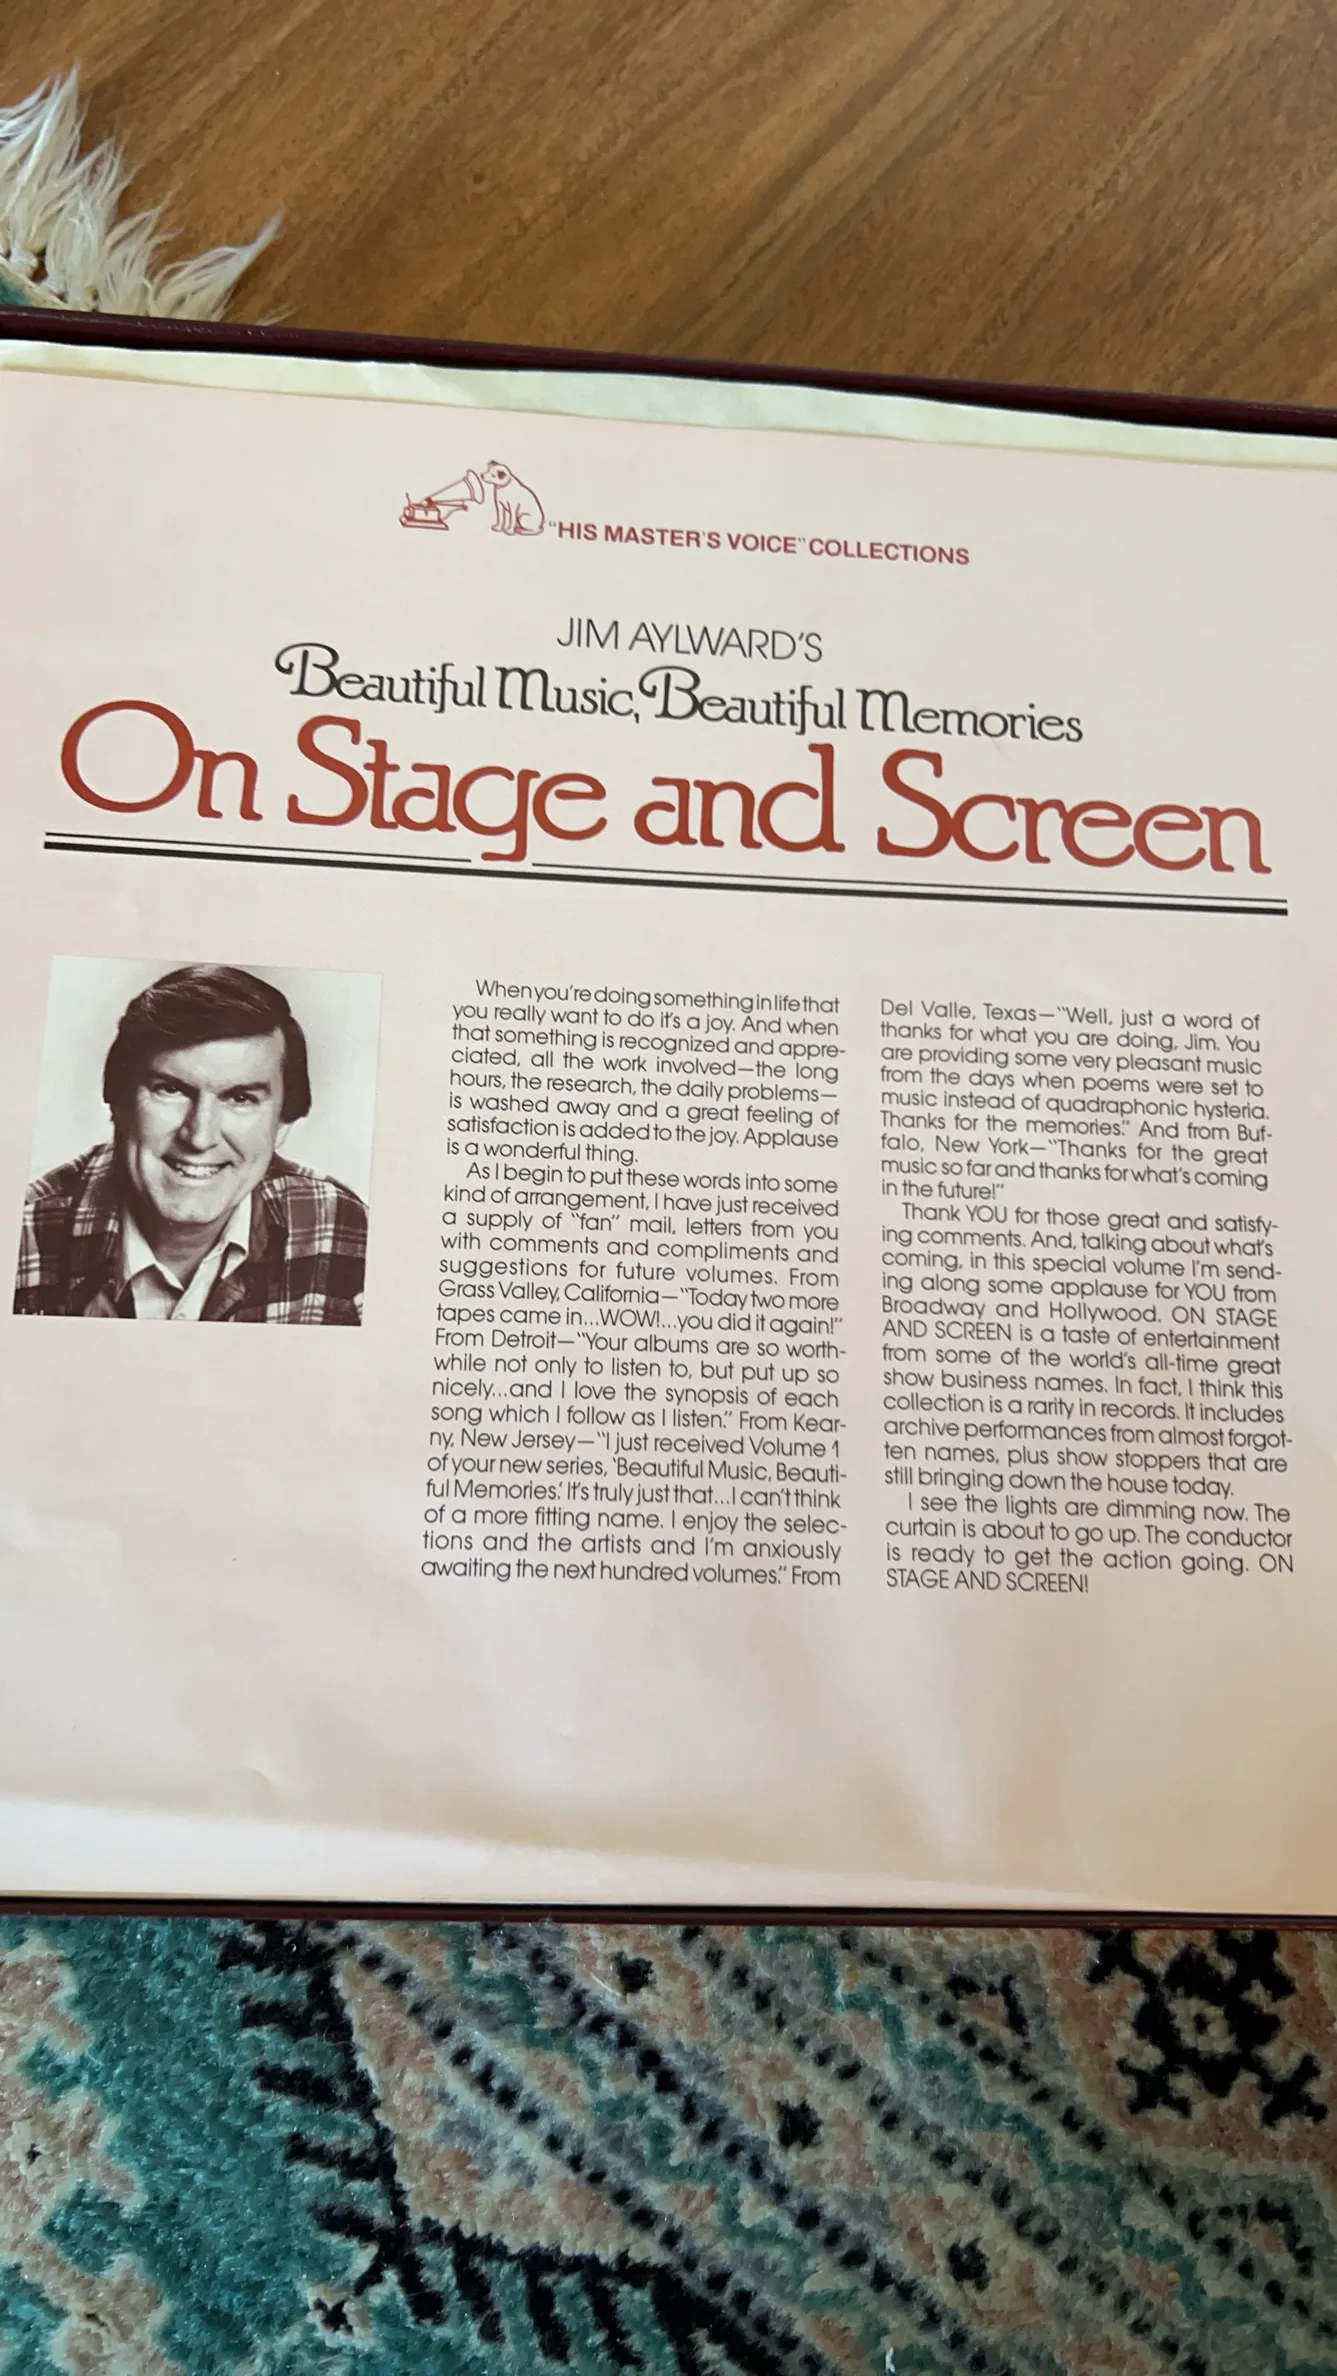 "HIS MASTER'S VOICE" COLLECTIONS
JIM AYLWARD'S
Beautiful Music, Beautiful Memories
On Stage and Screen
When you're doing something in life that
you really want to do it's a joy. And when
that something is recognized and appre-
ciated, all the work involved—the long
hours, the research, the daily problems—
is washed away and a great feeling of
satisfaction is added to the joy. Applause
is a wonderful thing.
As I begin to put these words into some
kind of arrangement, I have just received
a supply of "fan" mail, letters from you
with comments and compliments and
suggestions for future volumes. From
Grass Valley, California—"Today two more
tapes came in...WOW!...you did it again!"
From Detroit—"Your albums are so worth-
while not only to listen to, but put up so
nicely...and I love the synopsis of each
song which I follow as I listen." From Kear-
ny, New Jersey—"I just received Volume 1
of your new series, 'Beautiful Music, Beauti-
ful Memories.' It's truly just that...I can't think
of a more fitting name. I enjoy the selec-
tions and the artists and I'm anxiously
awaiting the next hundred volumes." From
Del Valle, Texas—"Well, just a word of
thanks for what you are doing, Jim. You
are providing some very pleasant music
from the days when poems were set to
music instead of quadraphonic hysteria.
Thanks for the memories." And from Buf-
falo, New York—"Thanks for the great
music so far and thanks for what's coming
in the future!"
Thank YOU for those great and satisfy-
ing comments. And, talking about what's
coming, in this special volume I'm send-
ing along some applause for YOU from
Broadway and Hollywood. ON STAGE
AND SCREEN is a taste of entertainment
from some of the world's all-time great
show business names. In fact, I think this
collection is a rarity in records. It includes
archive performances from almost forgot-
ten names, plus show stoppers that are
still bringing down the house today.
I see the lights are dimming now. The
curtain is about to go up. The conductor
is ready to get the action going. ON
STAGE AND SCREEN!